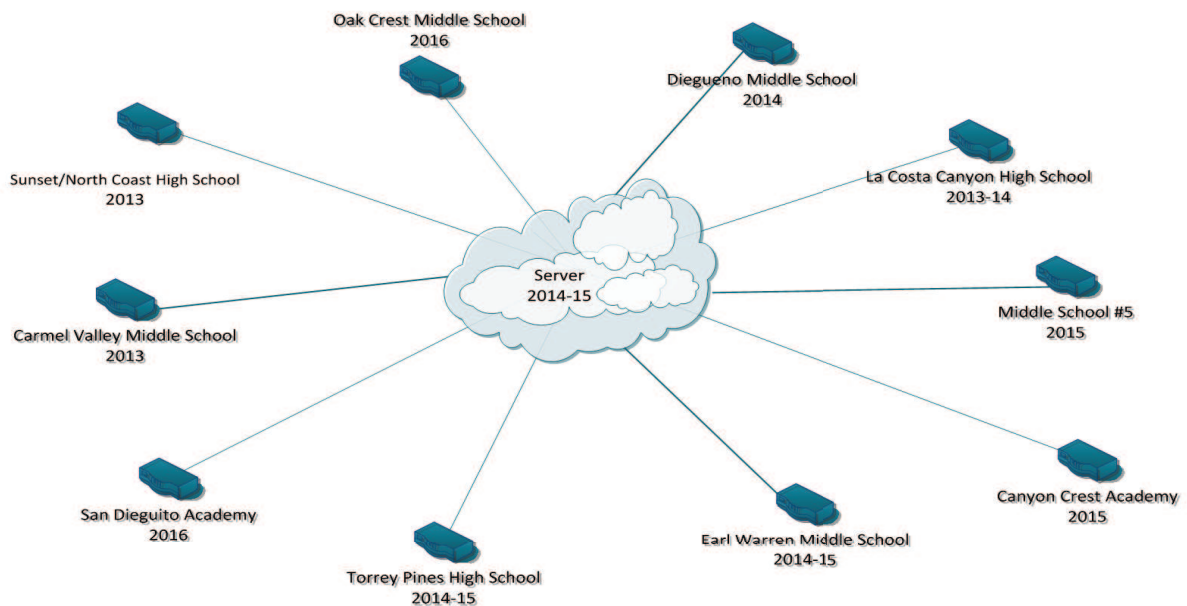 Oak Crest Middle School
2016
Diegueno Middle School
2014
Sunset/North Coast High School
2013
La Costa Canyon High School
2013-14
Server
2014-15
Carmel Valley Middle School
2013
Middle School #5
2015
San Dieguito Academy
2016
Canyon Crest Academy
2015
Torrey Pines High School
2014-15
Earl Warren Middle School
2014-15